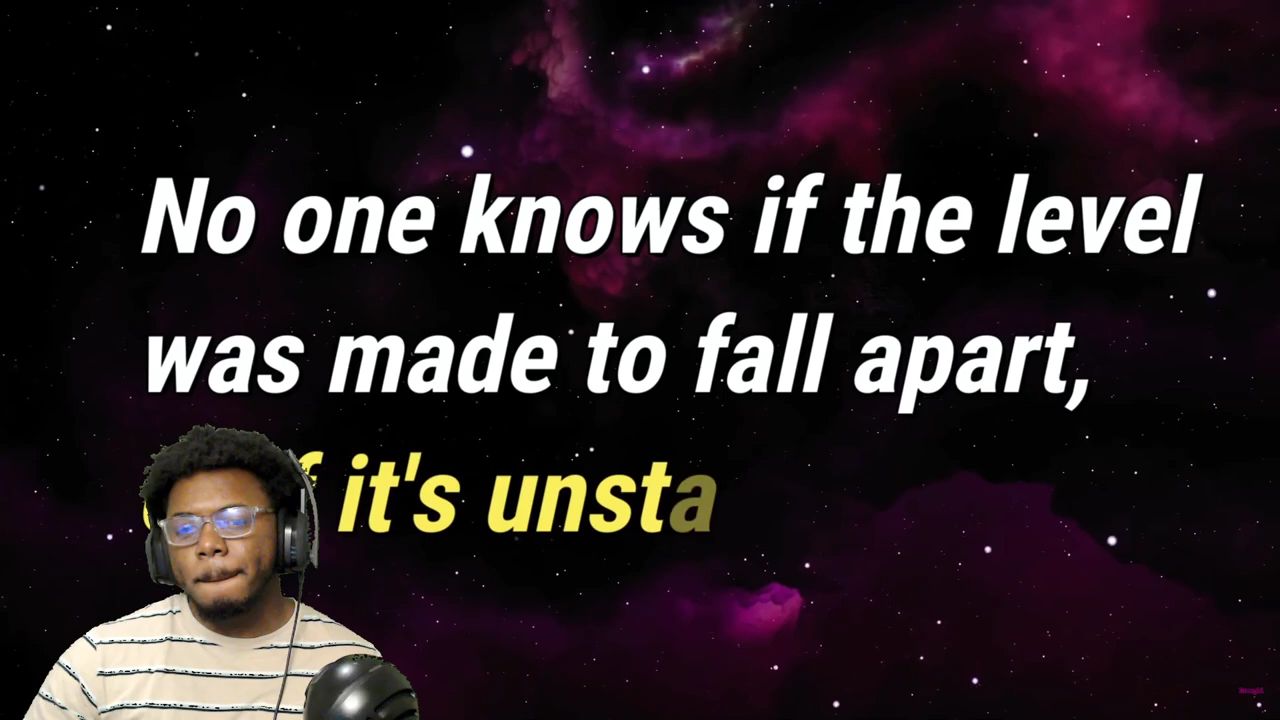 No one knows if the level
was made to fall apart,
it's unsta